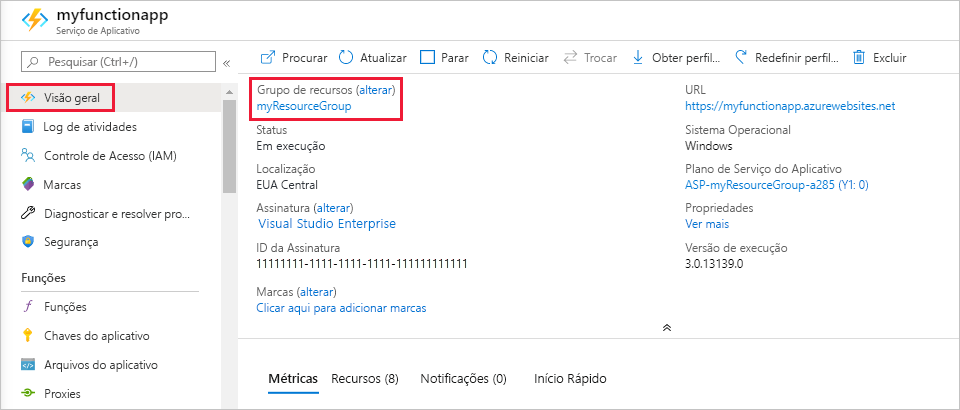 myfunctionapp
Serviço de Aplicativo
Pesquisar (Ctrl+/)
«
Visão geral
Log de atividades
Controle de Acesso (IAM)
Marcas
Diagnosticar e resolver pro...
Segurança
Funções
Funções
Chaves do aplicativo
Arquivos do aplicativo
Proxies
Procurar
Atualizar
Parar
Reiniciar
Trocar
Obter perfil...
Redefinir perfil...
Excluir
Grupo de recursos (alterar)
myResourceGroup
Status
Em execução
Localização
EUA Central
Assinatura (alterar)
Visual Studio Enterprise
ID da Assinatura
11111111-1111-1111-1111-111111111111
Marcas (alterar)
Clicar aqui para adicionar marcas
URL
https://myfunctionapp.azurewebsites.net
Sistema Operacional
Windows
Plano de Serviço do Aplicativo
ASP-myResourceGroup-a285 (Y1: 0)
Propriedades
Ver mais
Versão de execução
3.0.13139.0
Métricas
Recursos (8)
Notificações (0)
Início Rápido